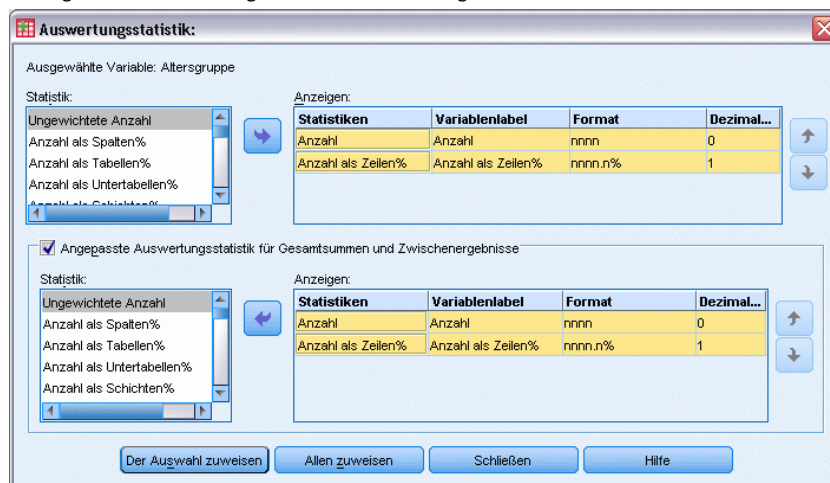 Auswertungsstatistik:
Ausgewählte Variable: Altersgruppe
Statistik:
Anzeigen:
Ungewichtete Anzahl
Anzahl als Spalten%
Anzahl als Tabellen%
Anzahl als Untertabellen%
Anzahl als Schichten%
Statistiken Variablenlabel Format Dezimal...
Anzahl Anzahl nnnn 0
Anzahl als Zeilen% Anzahl als Zeilen% nnnn.n% 1
Angepasste Auswertungsstatistik für Gesamtsummen und Zwischenergebnisse
Statistik:
Anzeigen:
Ungewichtete Anzahl
Anzahl als Spalten%
Anzahl als Tabellen%
Anzahl als Untertabellen%
Anzahl als Schichten%
Statistiken Variablenlabel Format Dezimal...
Anzahl Anzahl nnnn 0
Anzahl als Zeilen% Anzahl als Zeilen% nnnn.n% 1
Der Auswahl zuweisen Allen zuweisen Schließen Hilfe